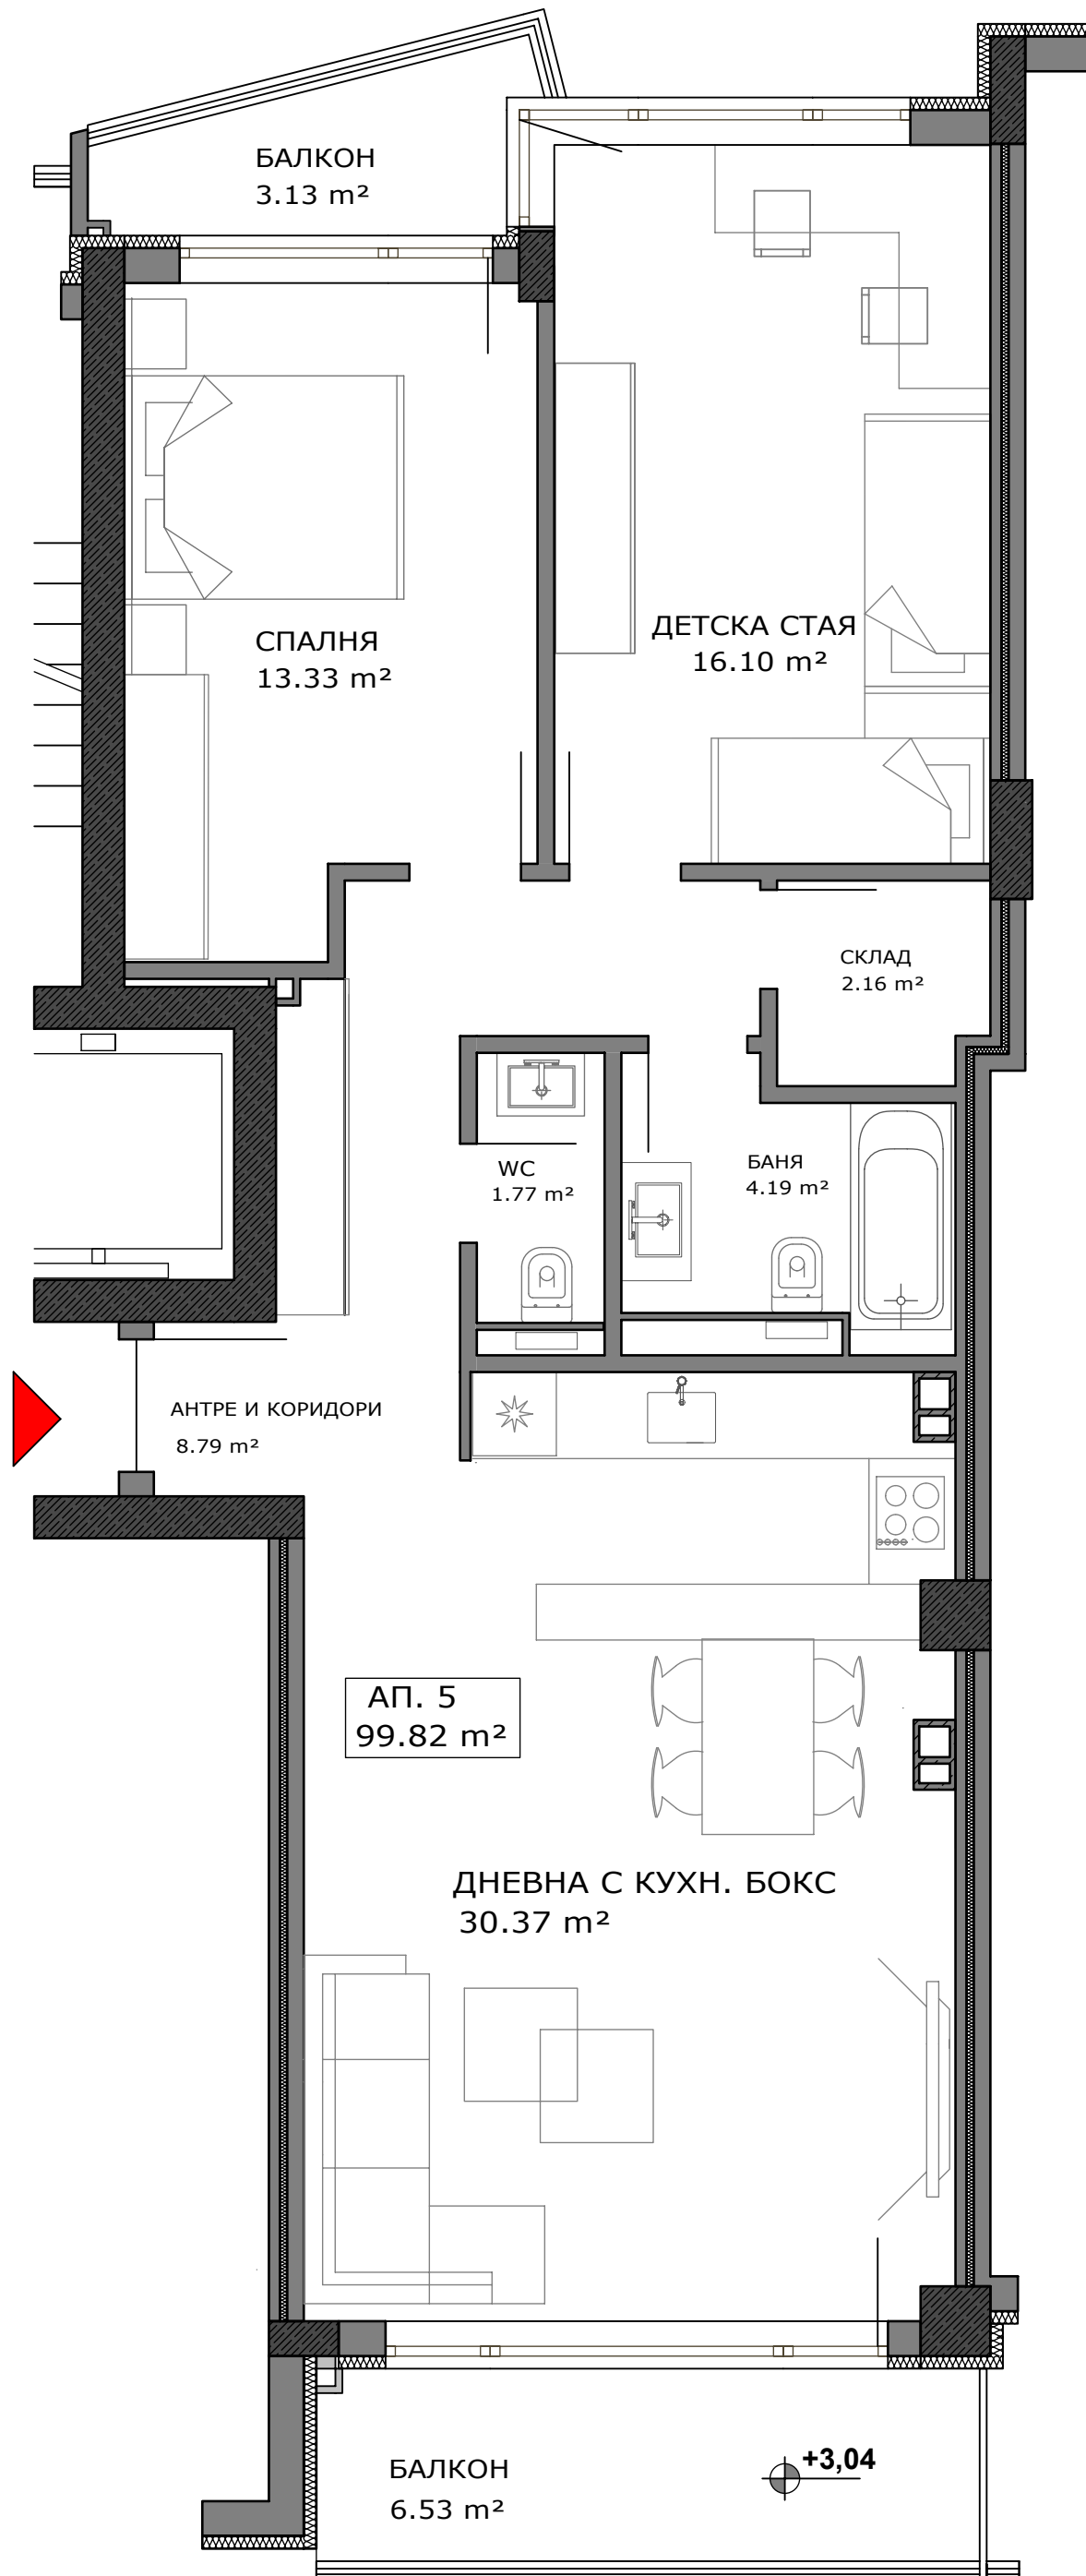 БАЛКОН
3.13 m²
СПАЛНЯ
13.33 m²
ДЕТСКА СТАЯ
16.10 m²
СКЛАД
2.16 m²
WC
1.77 m²
БАНЯ
4.19 m²
АНТРЕ И КОРИДОРИ
8.79 m²
АП. 5
99.82 m²
ДНЕВНА С КУХН. БОКС
30.37 m²
+3,04
БАЛКОН
6.53 m²